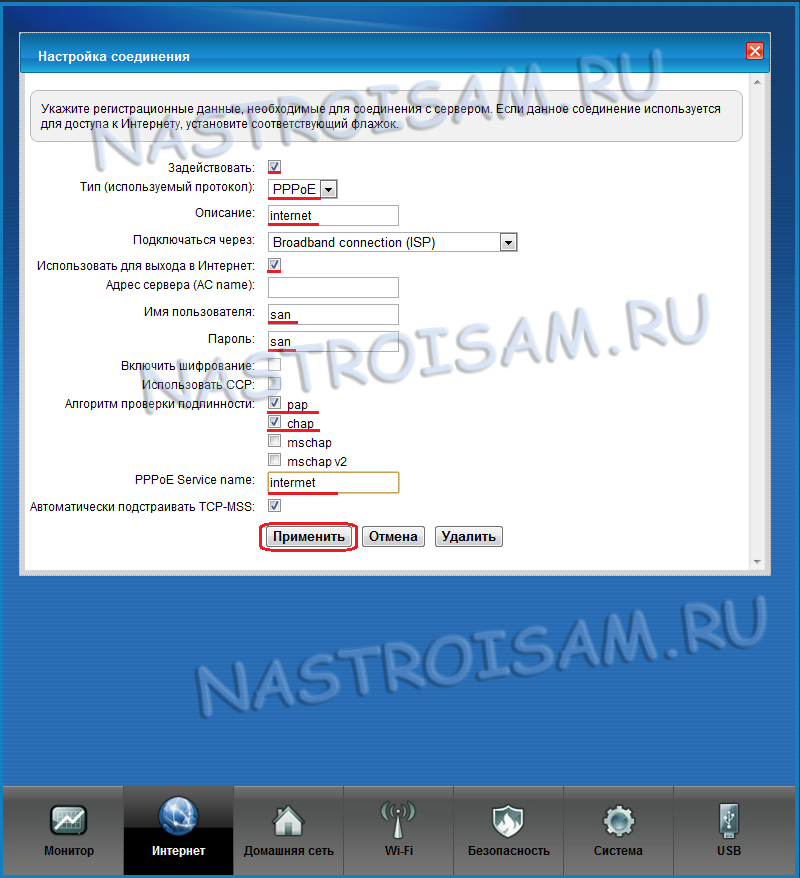 Настройка соединения
Укажите регистрационные данные, необходимые для соединения с сервером. Если данное соединение используется
для доступа к Интернету, установите соответствующий флажок.
Задействовать:
Тип (используемый протокол): PPPoE
Описание: internet
Подключаться через: Broadband connection (ISP)
Использовать для выхода в Интернет:
Адрес сервера (AC name):
Имя пользователя: san
Пароль: san
Включить шифрование:
Использовать CCP:
Алгоритм проверки подлинности: pap
chap
mschap
mschap v2
PPPoE Service name: intermet
Автоматически подстраивать TCP-MSS:
Применить Отмена Удалить
NASTROISAM.RU
NASTROISAM.RU
NASTROISAM.RU
Монитор Интернет Домашняя сеть Wi-Fi Безопасность Система USB